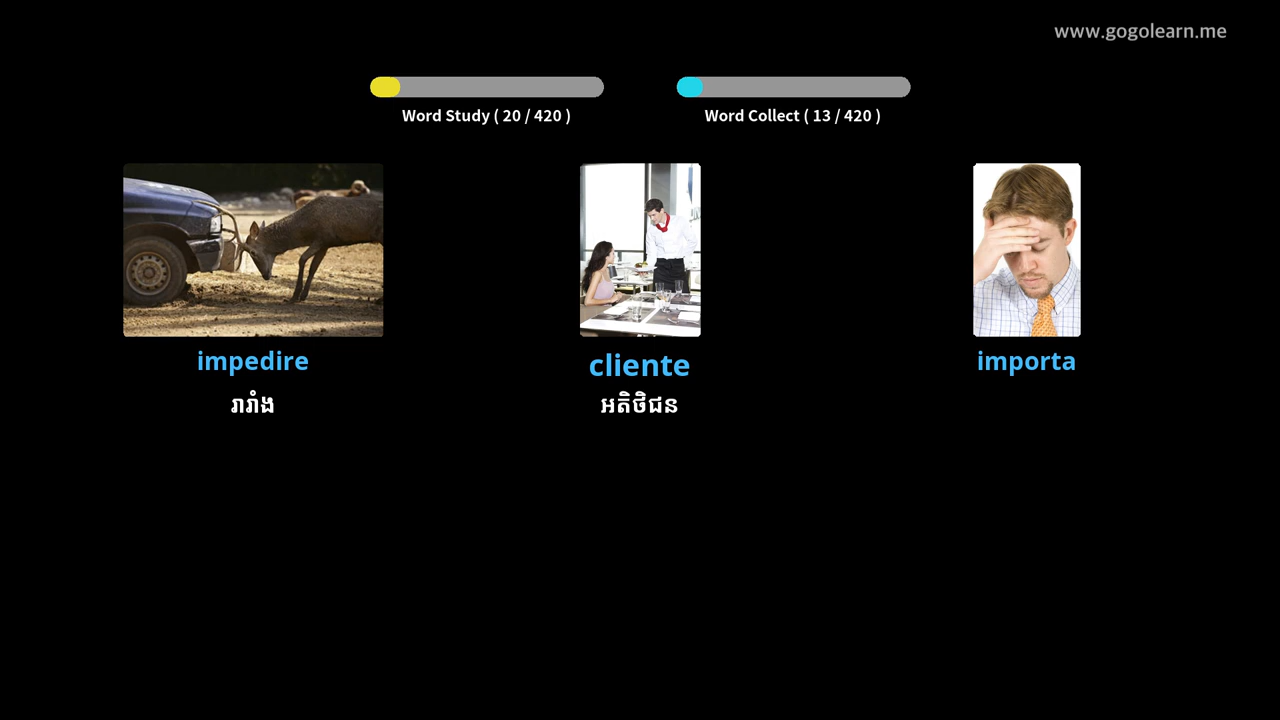 www.gogolearn.me
Word Study ( 20 / 420 )
Word Collect ( 13 / 420 )
impedire
cliente
importa
រារាំង
អតិថិជន